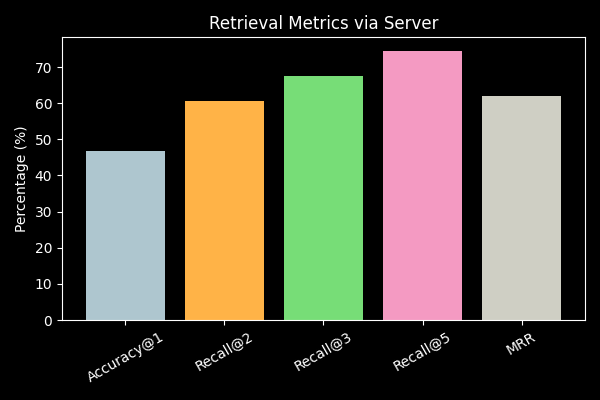 Retrieval Metrics via Server
Percentage (%)
70
60
50
40
30
20
10
0
Accuracy@1
Recall@2
Recall@3
Recall@5
MRR